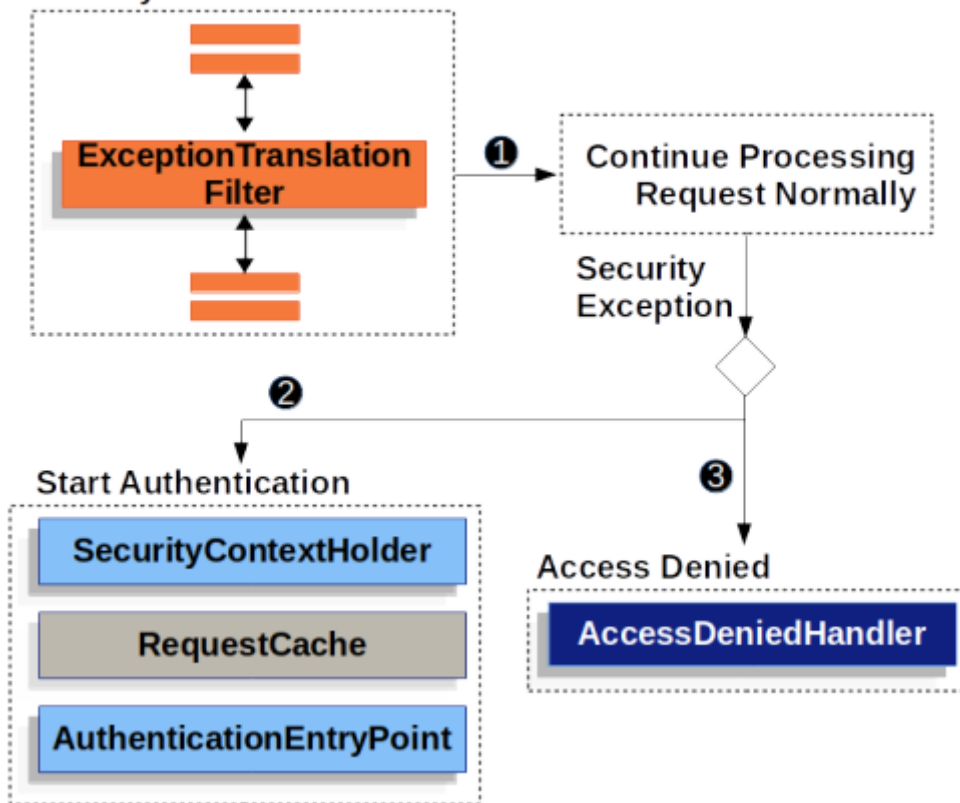 ExceptionTranslation
Filter
❶
Continue Processing
Request Normally
Security
Exception
❷
❸
Start Authentication
SecurityContextHolder
RequestCache
AuthenticationEntryPoint
Access Denied
AccessDeniedHandler